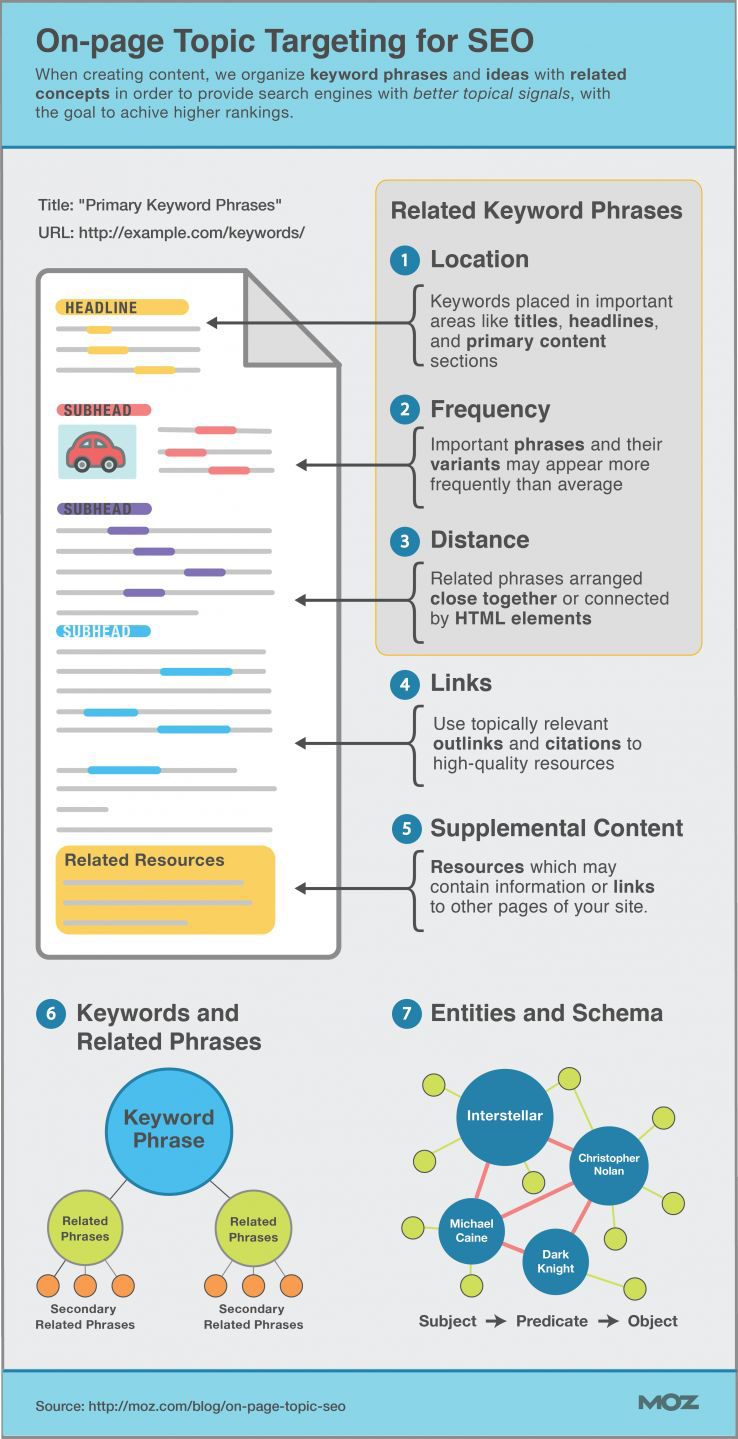 On-page Topic Targeting for SEO
When creating content, we organize keyword phrases and ideas with related
concepts in order to provide search engines with better topical signals, with
the goal to achive higher rankings.
Title: "Primary Keyword Phrases"
URL: http://example.com/keywords/
HEADLINE
SUBHEAD
SUBHEAD
SUBHEAD
Related Resources
Related Keyword Phrases
1 Location
Keywords placed in important
areas like titles, headlines,
and primary content
sections
2 Frequency
Important phrases and their
variants may appear more
frequently than average
3 Distance
Related phrases arranged
close together or connected
by HTML elements
4 Links
Use topically relevant
outlinks and citations to
high-quality resources
5 Supplemental Content
Resources which may
contain information or links
to other pages of your site.
6 Keywords and
Related Phrases
Keyword
Phrase
Related
Phrases
Related
Phrases
Secondary
Related Phrases
Secondary
Related Phrases
7 Entities and Schema
Interstellar
Christopher
Nolan
Michael
Caine
Dark
Knight
Subject → Predicate → Object
Source: http://moz.com/blog/on-page-topic-seo
MOZ